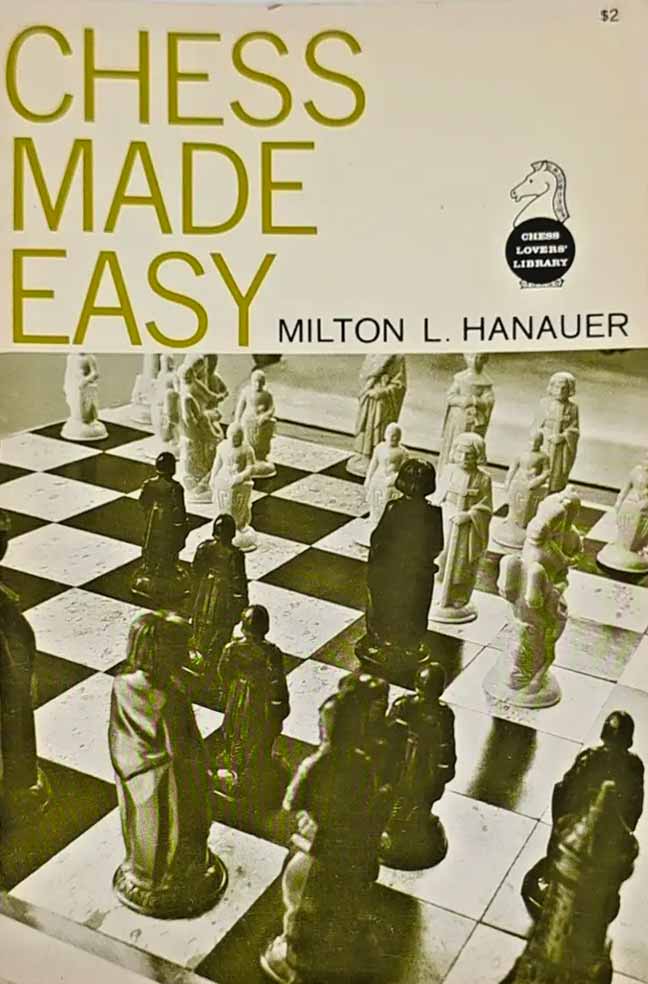 $2
CHESS
MADE
EASY
CHESS
LOVERS'
LIBRARY
MILTON L. HANAUER